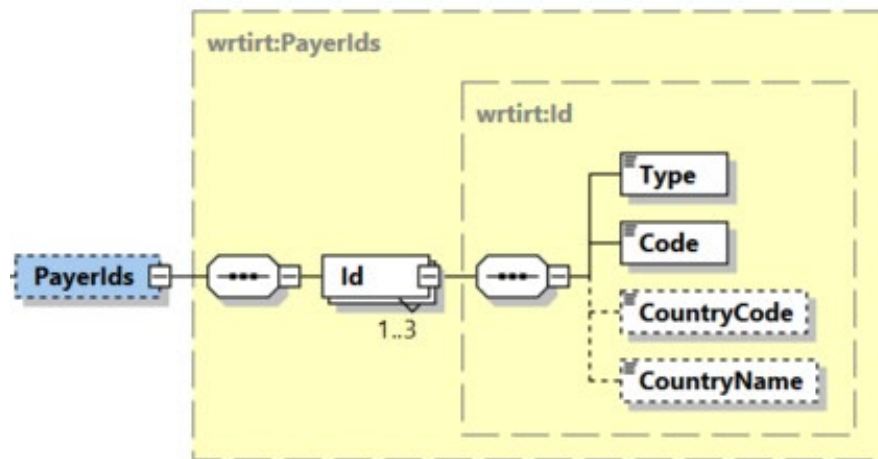 wrtirt:PayerIds
wrtirt:Id
Type
Code
PayerIds
Id
1..3
CountryCode
CountryName